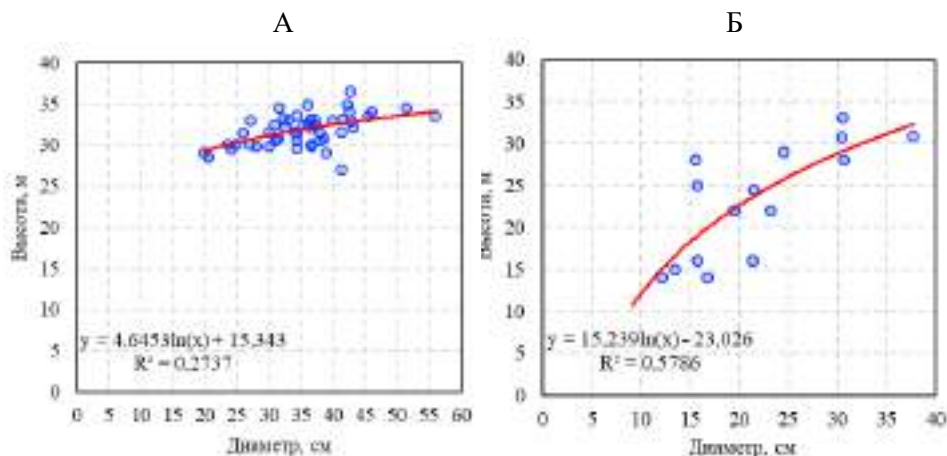 А
Б
40
35
30
25
20
15
10
5
0
Высота, м
y = 4.6453ln(x) + 15,343
R² = 0.2737
0 5 10 15 20 25 30 35 40 45 50 55 60
Диаметр, см
40
35
30
25
20
15
10
5
0
Высота, м
y = 15,239ln(x) - 23,026
R² = 0.5786
0 5 10 15 20 25 30 35 40
Диаметр, см